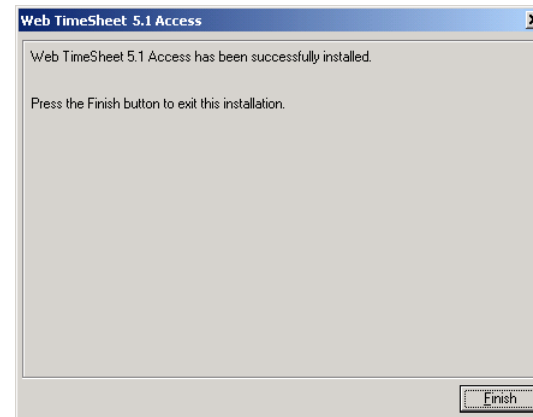 Web TimeSheet 5.1 Access
Web TimeSheet 5.1 Access has been successfully installed.
Press the Finish button to exit this installation.
Finish